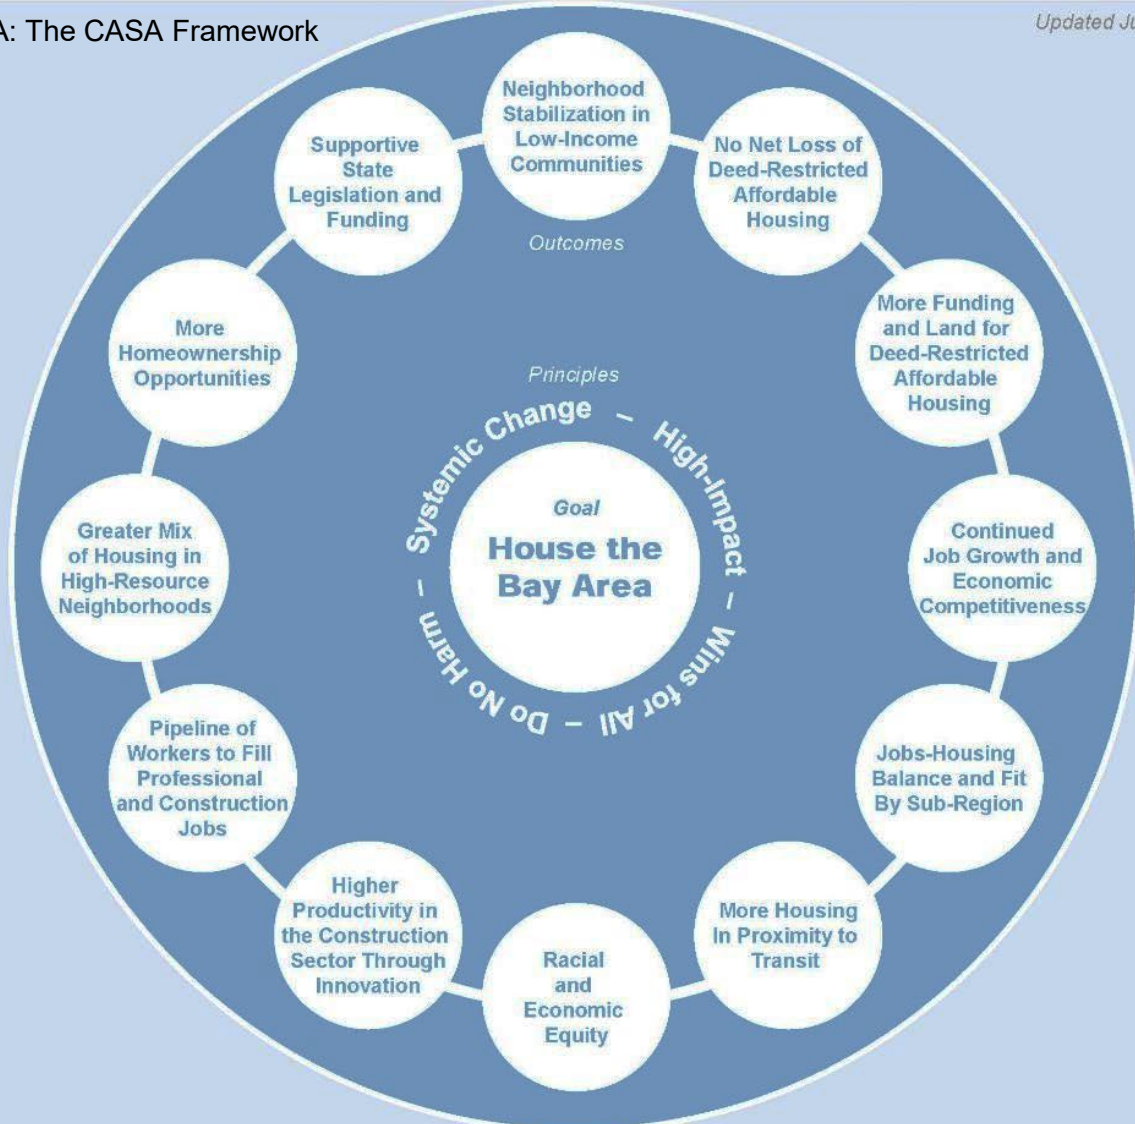 A: The CASA Framework
Updated Ju
Neighborhood
Stabilization in
Low-Income
Communities
No Net Loss of
Deed-Restricted
Affordable
Housing
More Funding
and Land for
Deed-Restricted
Affordable
Housing
Continued
Job Growth and
Economic
Competitiveness
Jobs-Housing
Balance and Fit
By Sub-Region
More Housing
In Proximity to
Transit
Racial
and
Economic
Equity
Higher
Productivity in
the Construction
Sector Through
Innovation
Pipeline of
Workers to Fill
Professional
and Construction
Jobs
Greater Mix
of Housing in
High-Resource
Neighborhoods
More
Homeownership
Opportunities
Supportive
State
Legislation and
Funding
Outcomes
Principles
Systemic Change – High-Impact – Wins for All – Do No Harm –
Goal
House the
Bay Area